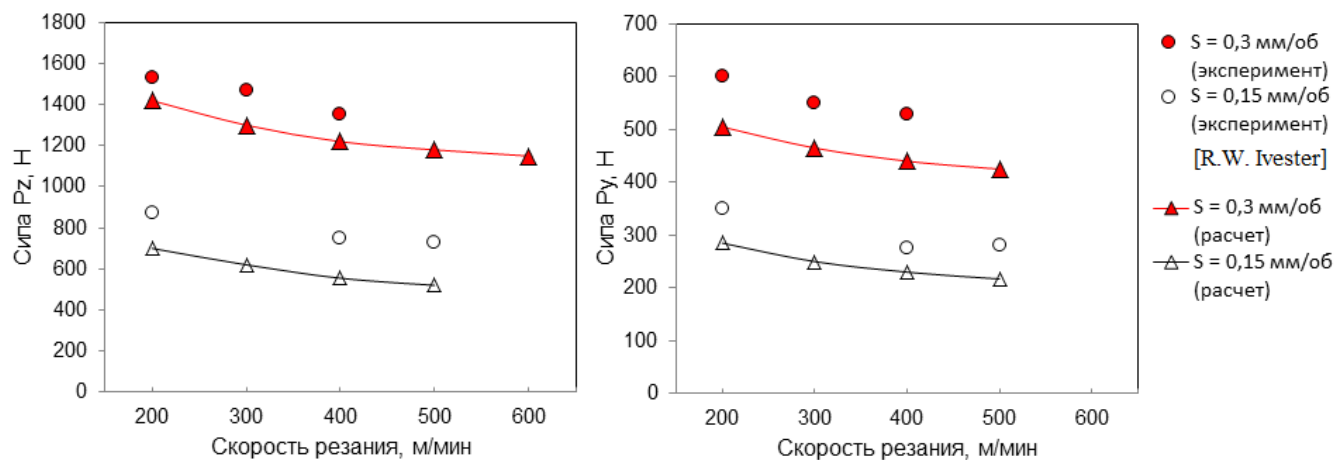 1800
1600
1400
1200
1000
800
600
400
200
0
Сила Pz, Н
200 300 400 500 600
Скорость резания, м/мин
700
600
500
400
300
200
100
0
Сила Py, Н
200 300 400 500 600
Скорость резания, м/мин
S = 0,3 мм/об
(эксперимент)
S = 0,15 мм/об
(эксперимент)
[R.W. Ivester]
S = 0,3 мм/об
(расчет)
S = 0,15 мм/об
(расчет)